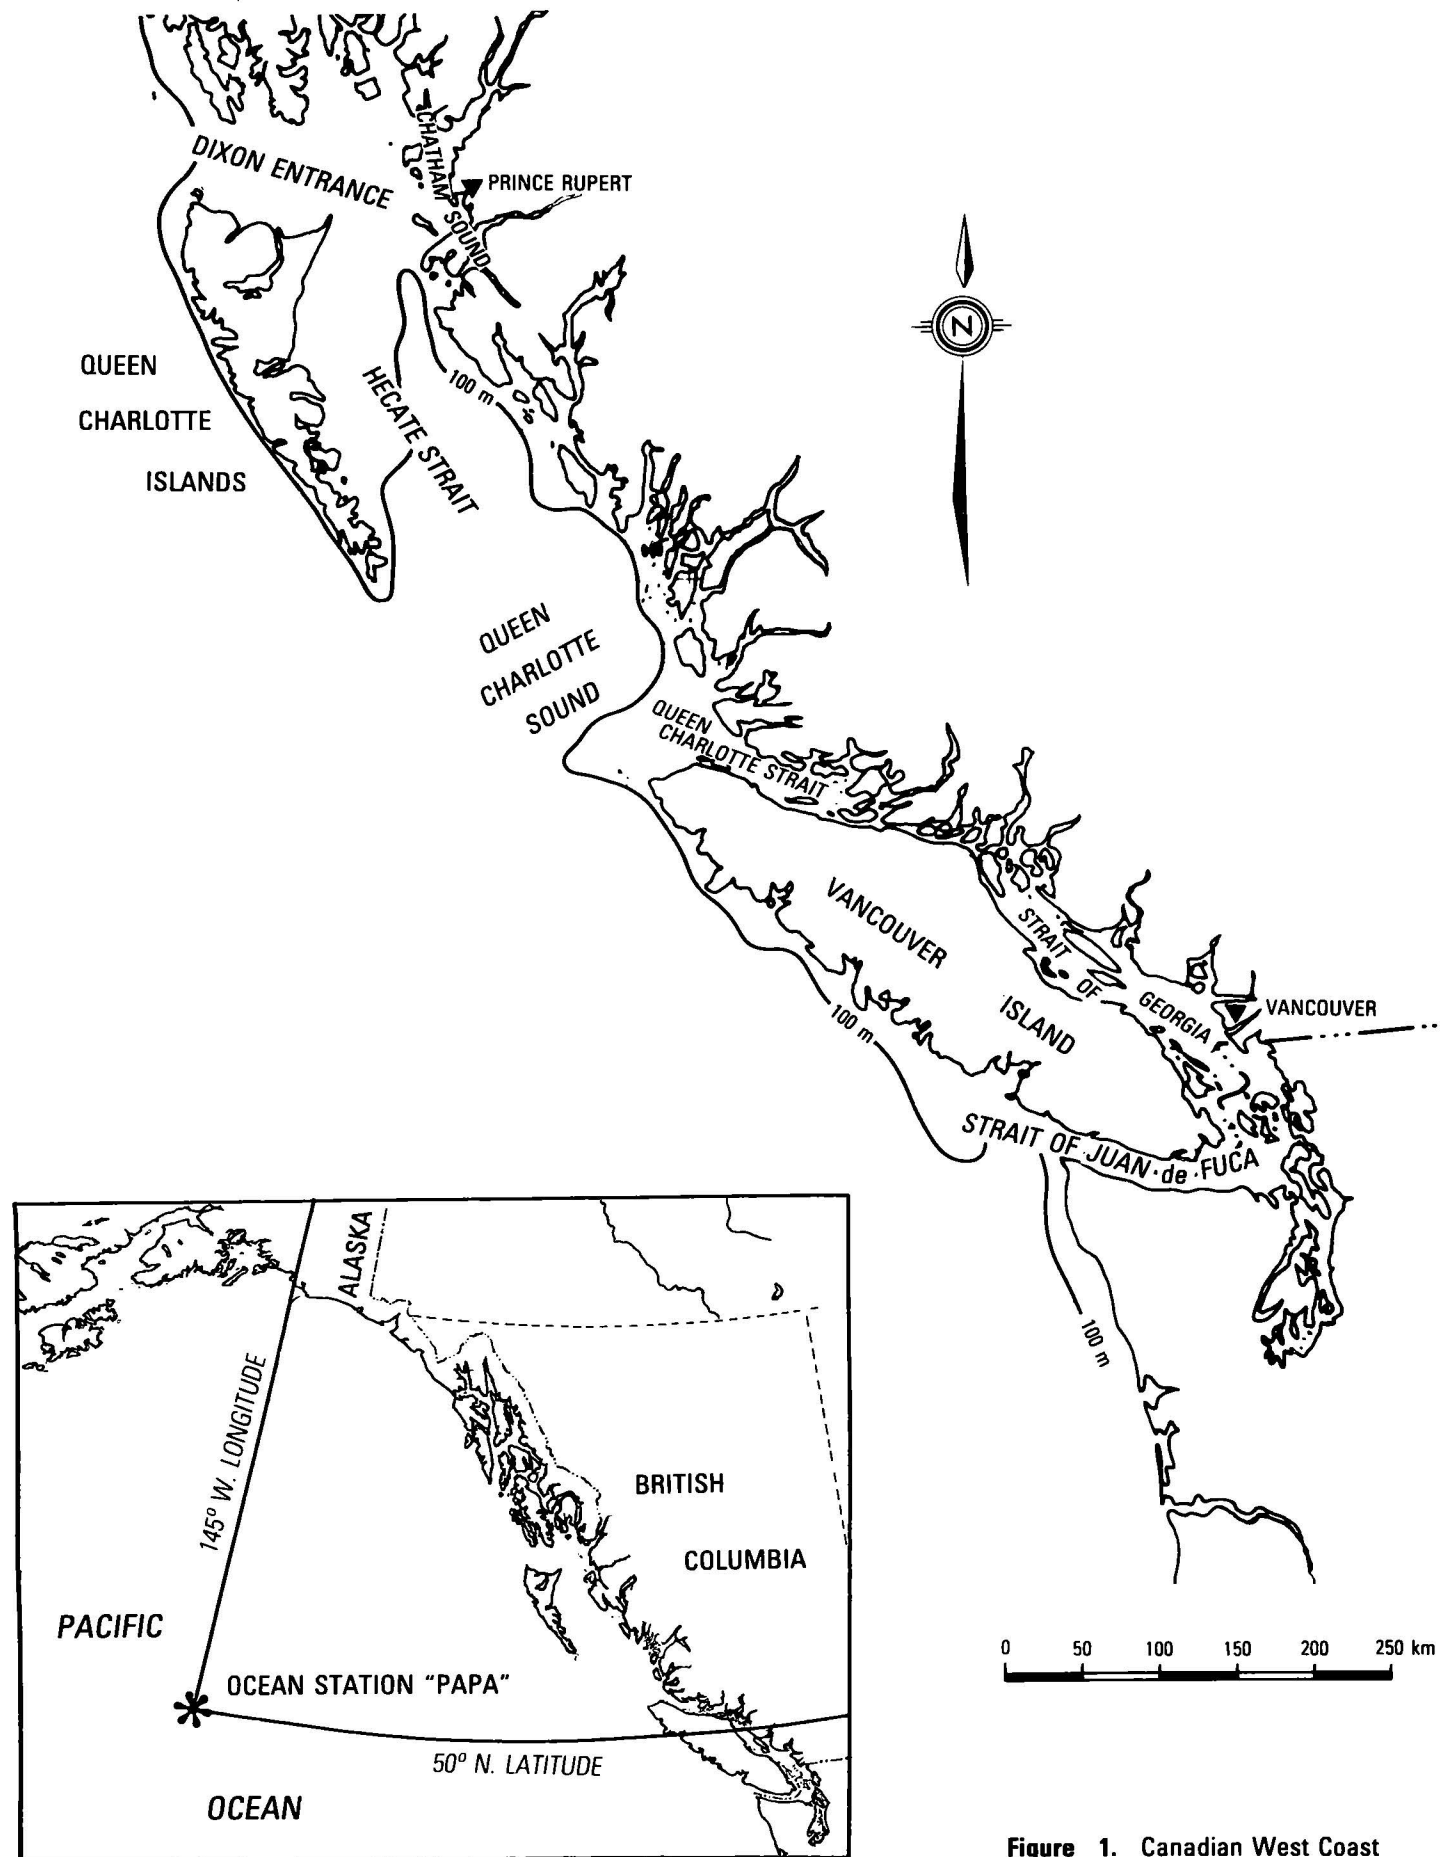 CHATHAM SOUND
DIXON ENTRANCE
PRINCE RUPERT
N
QUEEN
CHARLOTTE
ISLANDS
HECATE STRAIT
100 m
QUEEN
CHARLOTTE
SOUND
QUEEN
CHARLOTTE STRAIT
VANCOUVER
ISLAND
STRAIT
OF
GEORGIA
VANCOUVER
100 m
STRAIT OF JUAN de FUCA
100 m
ALASKA
145º W. LONGITUDE
BRITISH
COLUMBIA
PACIFIC
OCEAN STATION "PAPA"
50º N. LATITUDE
OCEAN
0 50 100 150 200 250 km
Figure 1. Canadian West Coast